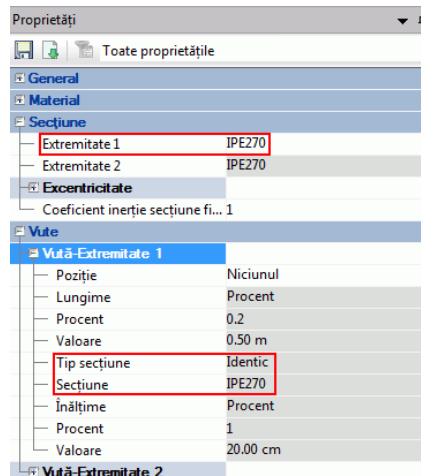 Proprietăți
Toate proprietățile
General
Material
Secțiune
Extremitate 1 IPE270
Extremitate 2 IPE270
Excentricitate
Coeficient inerție secțiune fi... 1
Vute
Vută-Extremitate 1
Poziție Niciunul
Lungime Procent
Procent 0.2
Valoare 0.50 m
Tip secțiune Identic
Secțiune IPE270
Înălțime Procent
Procent 1
Valoare 20.00 cm
Vută-Extremitate 2